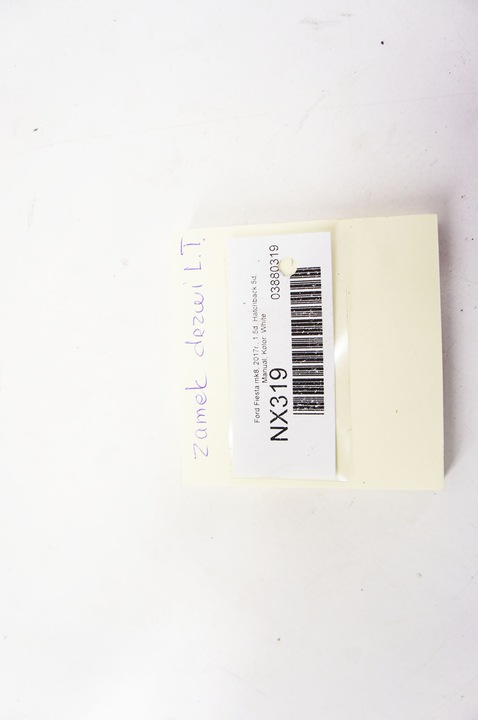 Zamek drzwi L.T.
Ford Fiesta mk8, 2017r., 1.5d, Hatchback 5d,
Manual, Kolor: White
NX319
03880319